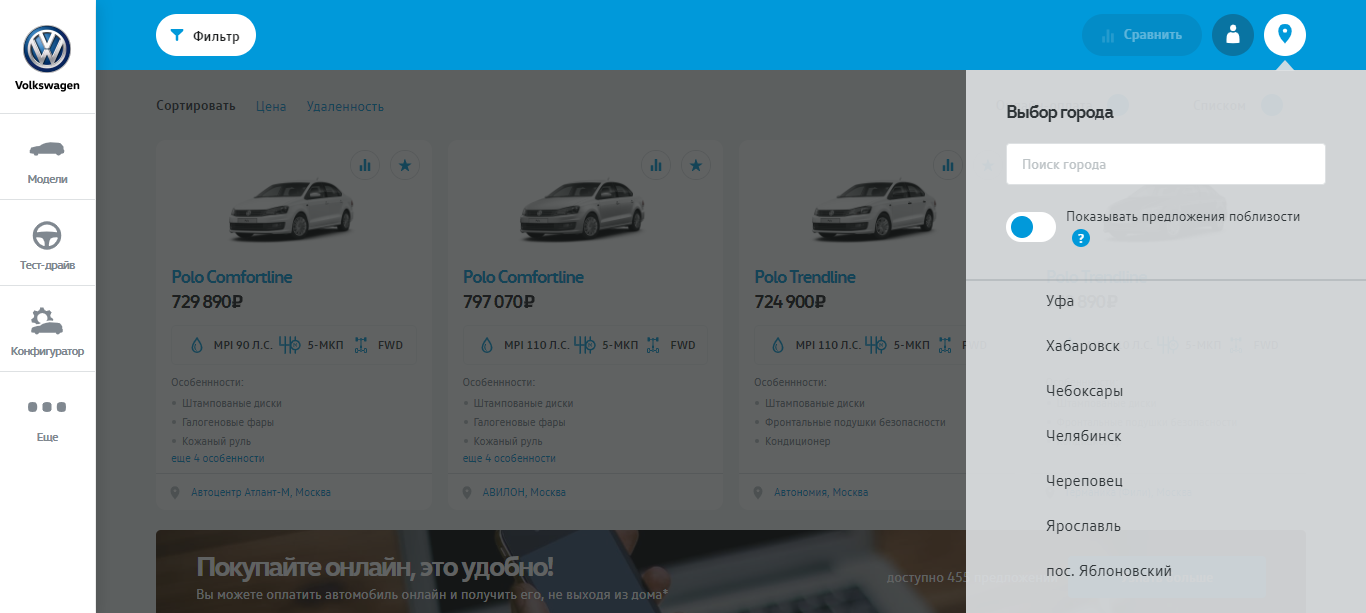 Volkswagen
Модели
Тест-драйв
Конфигуратор
Еще
Фильтр
Сравнить
Сортировать Цена Удаленность
Polo Comfortline
729 890₽
MPI 90 Л.С. 5-МКП FWD
Особеннности:
Штампованые диски
Галогеновые фары
Кожаный руль
еще 4 особенности
Автоцентр Атлант-М, Москва
Polo Comfortline
797 070₽
MPI 110 Л.С. 5-МКП FWD
Особеннности:
Штампованые диски
Галогеновые фары
Кожаный руль
еще 4 особенности
АВИЛОН, Москва
Polo Trendline
724 900₽
MPI 110 Л.С. 5-МКП
Особеннности:
Штампованые диски
Фронтальные подушки безопасности
Кондиционер
Автономия, Москва
Покупайте онлайн, это удобно!
Вы можете оплатить автомобиль онлайн и получить его, не выходя из дома*
доступно 455
Выбор города
Поиск города
Показывать предложения поблизости
?
Polo Trendline
Уфа
Хабаровск
Чебоксары
Челябинск
Череповец
Ярославль
пос. Яблоновский